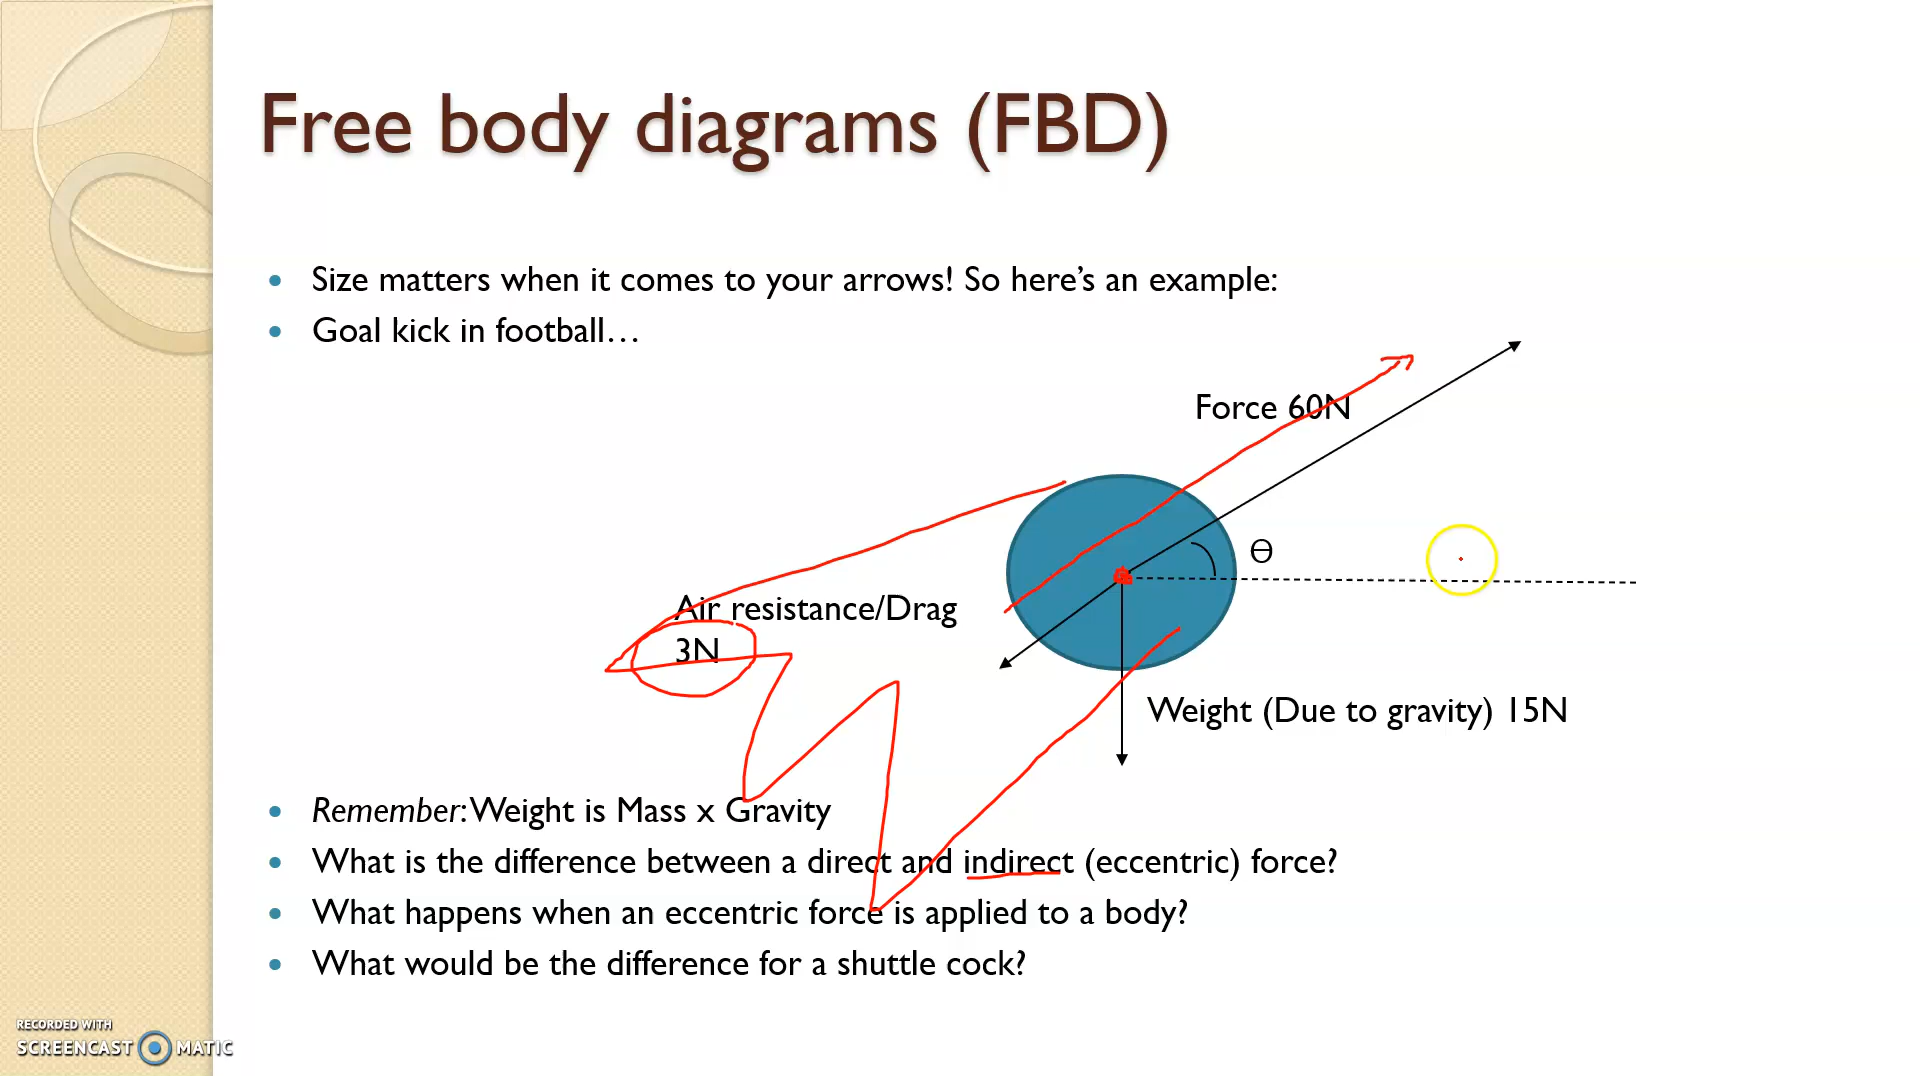 Free body diagrams (FBD)
Size matters when it comes to your arrows! So here's an example:
Goal kick in football…
Force 60N
ϴ
Air resistance/Drag
3N
Weight (Due to gravity) 15N
Remember: Weight is Mass x Gravity
What is the difference between a direct and indirect (eccentric) force?
What happens when an eccentric force is applied to a body?
What would be the difference for a shuttle cock?
RECORDED WITH
SCREENCAST MATIC